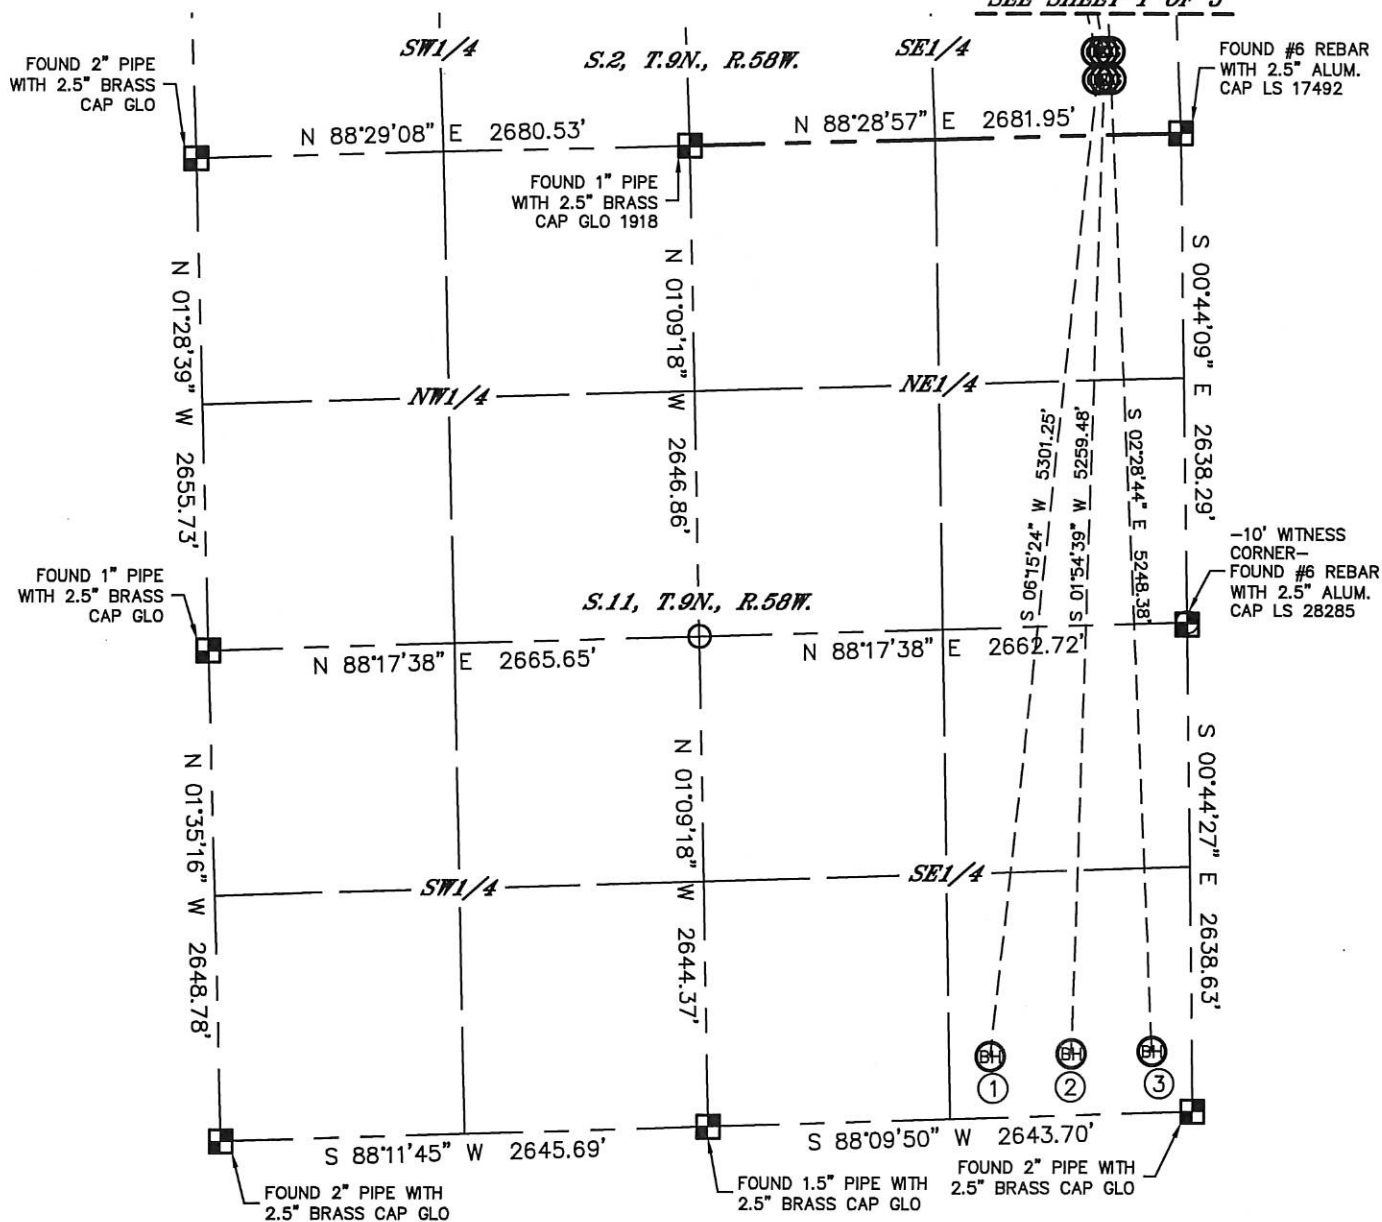 SEE SHEET 1 OF 3
SW1/4
S.2, T.9N., R.58W.
SE1/4
FOUND 2" PIPE
WITH 2.5" BRASS
CAP GLO
FOUND #6 REBAR
WITH 2.5" ALUM.
CAP LS 17492
N 88°29'08" E 2680.53'
N 88°28'57" E 2681.95'
FOUND 1" PIPE
WITH 2.5" BRASS
CAP GLO 1918
N 01°28'39" W 2655.73'
N 01°09'18" W 2646.86'
S 00°44'09" E 2638.29'
NW1/4
NE1/4
S 06°15'24" W 5301.25'
S 01°54'39" W 5259.48'
S 02°28'44" E 5248.38'
FOUND 1" PIPE
WITH 2.5" BRASS
CAP GLO
S.11, T.9N., R.58W.
-10' WITNESS
CORNER-
FOUND #6 REBAR
WITH 2.5" ALUM.
CAP LS 28285
N 88°17'38" E 2665.65'
N 88°17'38" E 2662.72'
N 01°35'16" W 2648.78'
N 01°09'18" W 2644.37'
S 00°44'27" E 2638.63'
SW1/4
SE1/4
BH
BH
BH
1
2
3
S 88°11'45" W 2645.69'
S 88°09'50" W 2643.70'
FOUND 2" PIPE WITH
2.5" BRASS CAP GLO
FOUND 1.5" PIPE WITH
2.5" BRASS CAP GLO
FOUND 2" PIPE WITH
2.5" BRASS CAP GLO